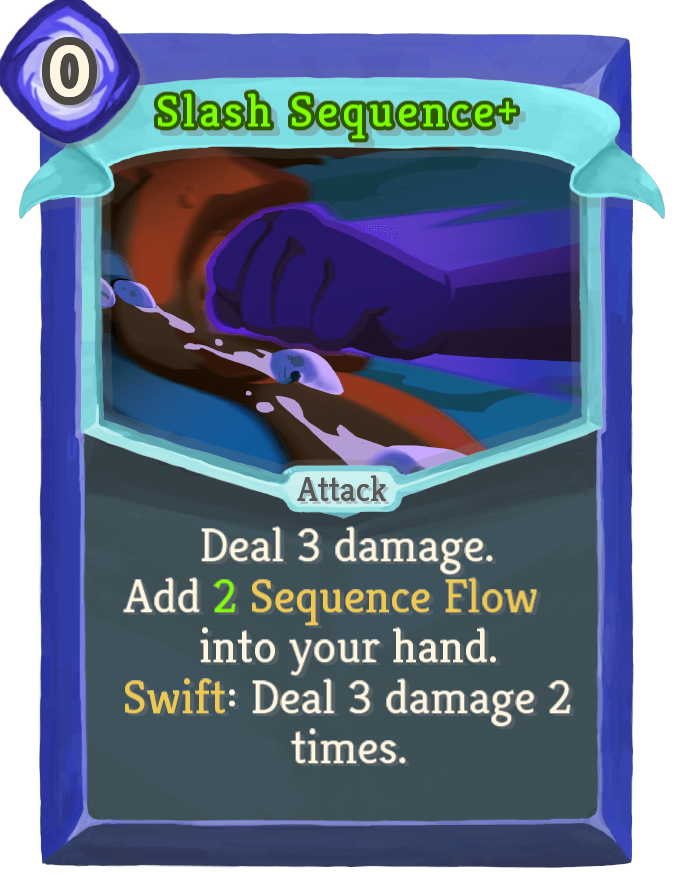 0
Slash Sequence+
Attack
Deal 3 damage.
Add 2 Sequence Flow
into your hand.
Swift: Deal 3 damage 2
times.